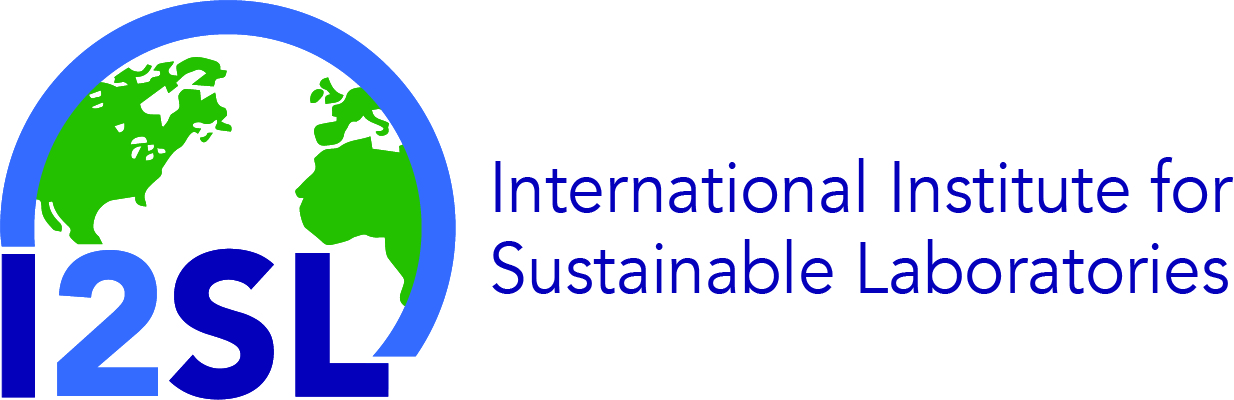 I2SL
International Institute for
Sustainable Laboratories